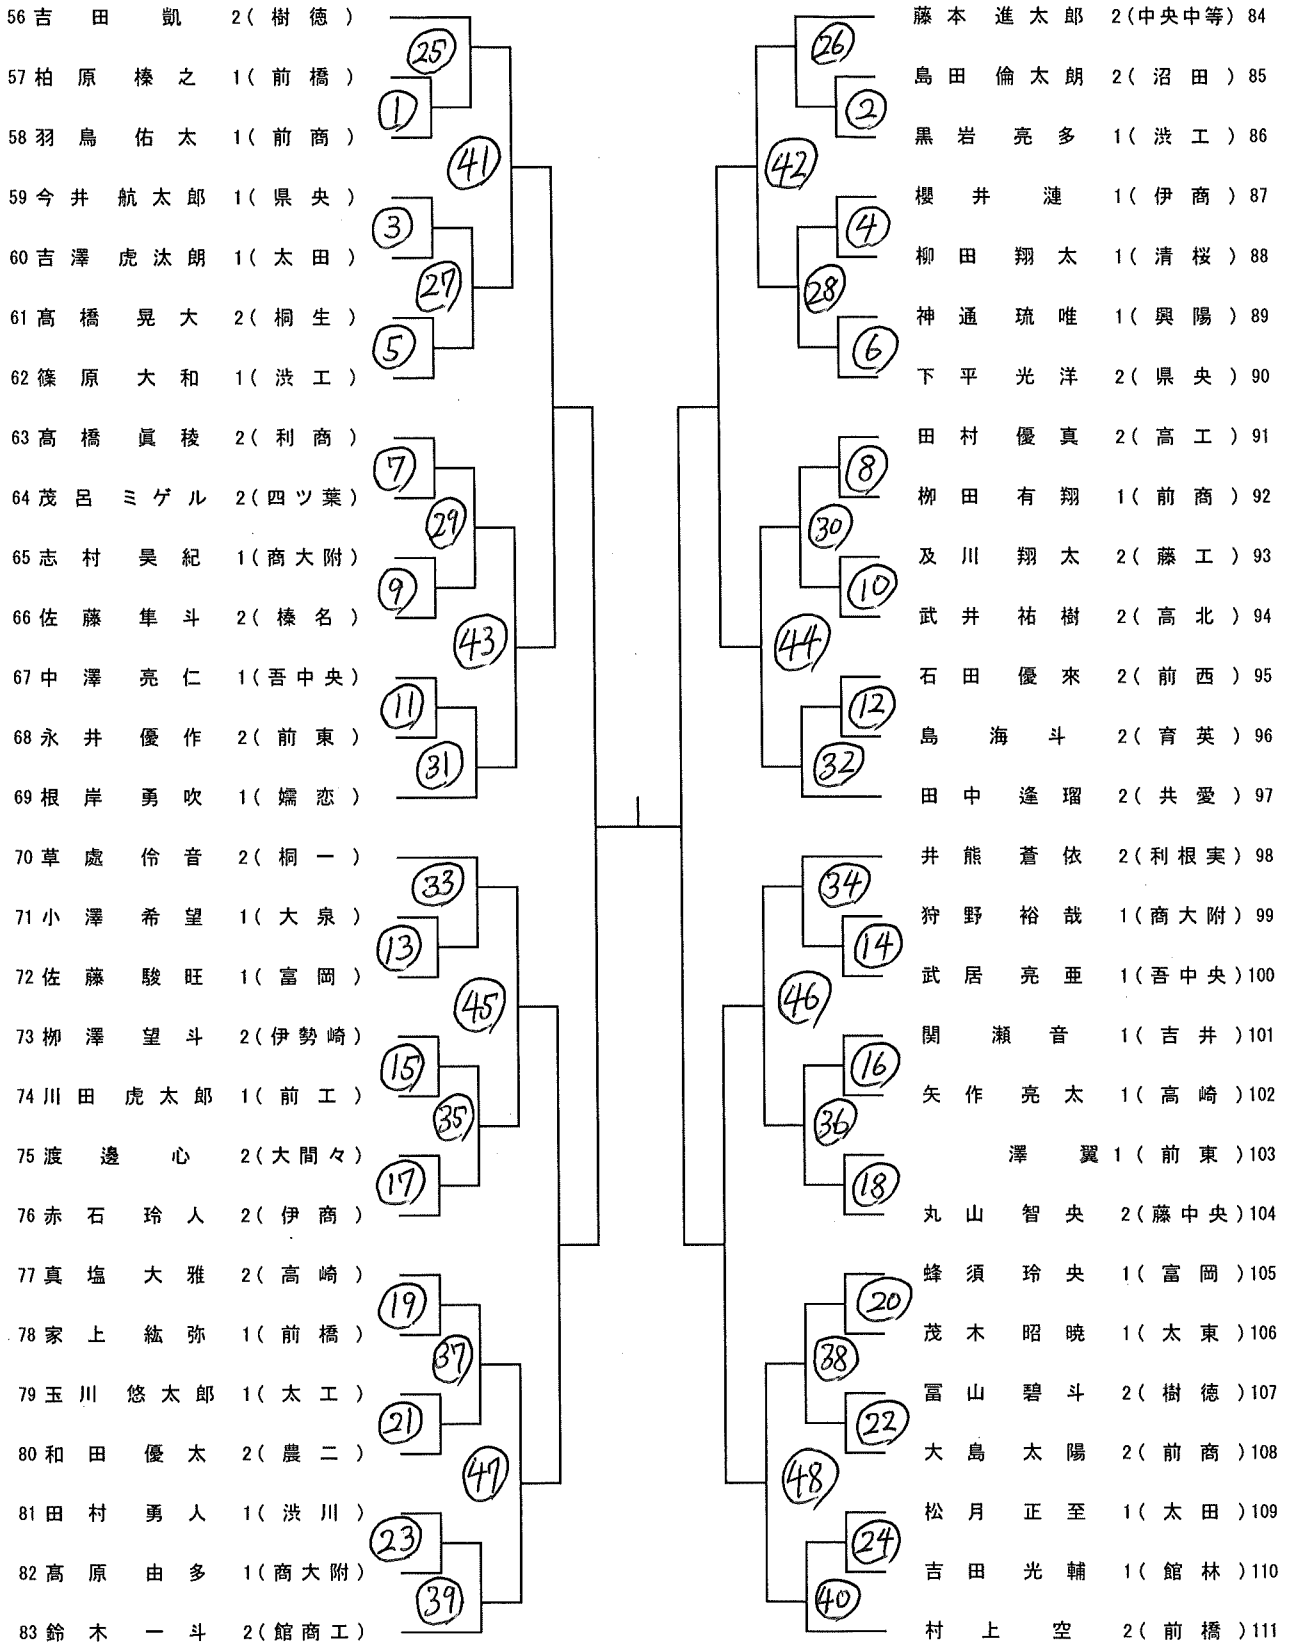 56 吉田 凱 2(樹徳)
㉕
57 柏原 榛之 1(前橋)
①
58 羽鳥 佑太 1(前商)
㊶
59 今井 航太郎 1(県央)
③
60 吉澤 虎汰朗 1(太田)
㉗
61 髙橋 晃大 2(桐生)
⑤
62 篠原 大和 1(渋工)
63 髙橋 眞稜 2(利商)
⑦
64 茂呂 ミゲル 2(四ツ葉)
㉙
65 志村 昊紀 1(商大附)
⑨
66 佐藤 隼斗 2(榛名)
㊸
67 中澤 亮仁 1(吾中央)
⑪
68 永井 優作 2(前東)
㉛
69 根岸 勇吹 1(嬬恋)
70 草處 伶音 2(桐一)
㉝
71 小澤 希望 1(大泉)
⑬
72 佐藤 駿旺 1(富岡)
㊺
73 栁澤 望斗 2(伊勢崎)
⑮
74 川田 虎太郎 1(前工)
㉟
75 渡邊 心 2(大間々)
⑰
76 赤石 玲人 2(伊商)
77 真塩 大雅 2(高崎)
⑲
78 家上 紘弥 1(前橋)
㊲
79 玉川 悠太郎 1(太工)
㉑
80 和田 優太 2(農二)
㊼
81 田村 勇人 1(渋川)
㉓
82 髙原 由多 1(商大附)
㊴
83 鈴木 一斗 2(館商工)
藤本 進太郎 2(中央中等) 84
㉖
島田 倫太朗 2(沼田) 85
②
黒岩 亮多 1(渋工) 86
㊷
櫻井 漣 1(伊商) 87
④
柳田 翔太 1(清桜) 88
㉘
神通 琉唯 1(興陽) 89
⑥
下平 光洋 2(県央) 90
田村 優真 2(高工) 91
⑧
栁田 有翔 1(前商) 92
㉚
及川 翔太 2(藤工) 93
⑩
武井 祐樹 2(高北) 94
㊹
石田 優來 2(前西) 95
⑫
島 海斗 2(育英) 96
㉜
田中 逢瑠 2(共愛) 97
井熊 蒼依 2(利根実) 98
㉞
狩野 裕哉 1(商大附) 99
⑭
武居 亮亜 1(吾中央) 100
㊻
関 瀬音 1(吉井) 101
⑯
矢作 亮太 1(高崎) 102
㊱
澤 翼 1(前東) 103
⑱
丸山 智央 2(藤中央) 104
蜂須 玲央 1(富岡) 105
⑳
茂木 昭暁 1(太東) 106
㊳
冨山 碧斗 2(樹徳) 107
㉒
大島 太陽 2(前商) 108
㊽
松月 正至 1(太田) 109
㉔
吉田 光輔 1(館林) 110
㊵
村上 空 2(前橋) 111